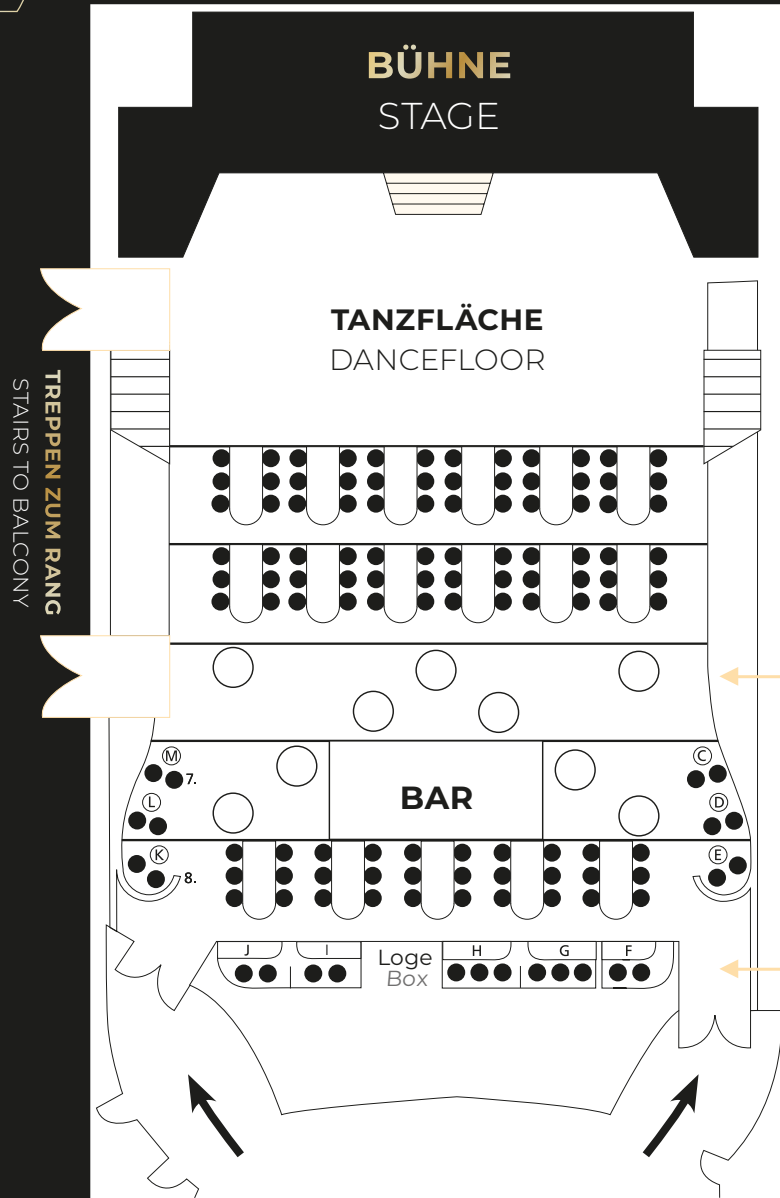 BÜHNE
STAGE
TANZFLÄCHE
DANCEFLOOR
TREPPEN ZUM RANG
STAIRS TO BALCONY
M
7.
C
L
D
BAR
K
8.
E
J
I
Loge
Box
H
G
F